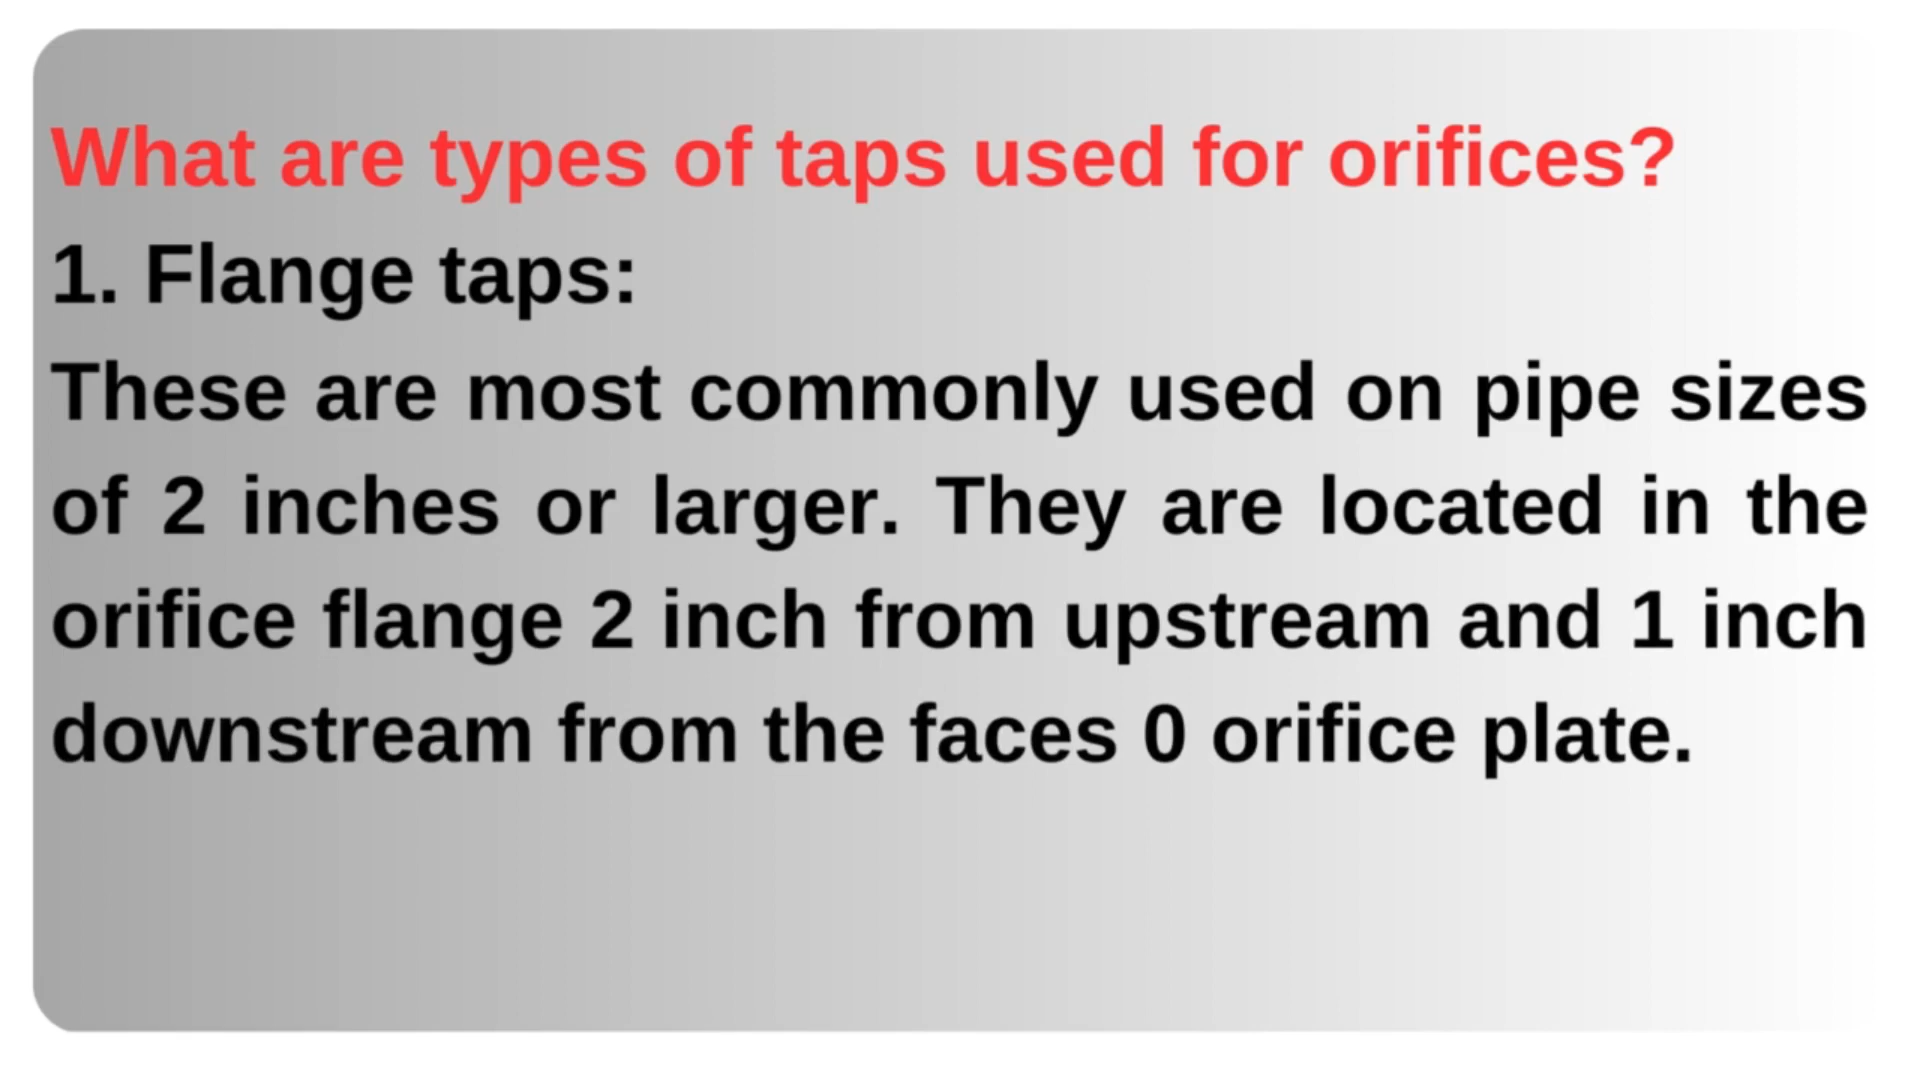 What are types of taps used for orifices?
1. Flange taps:
These are most commonly used on pipe sizes
of 2 inches or larger. They are located in the
orifice flange 2 inch from upstream and 1 inch
downstream from the faces 0 orifice plate.